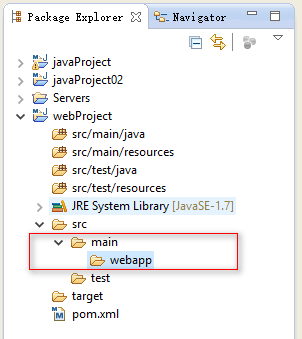 Package Explorer Navigator
javaProject
javaProject02
Servers
webProject
src/main/java
src/main/resources
src/test/java
src/test/resources
JRE System Library [JavaSE-1.7]
src
main
webapp
test
target
pom.xml